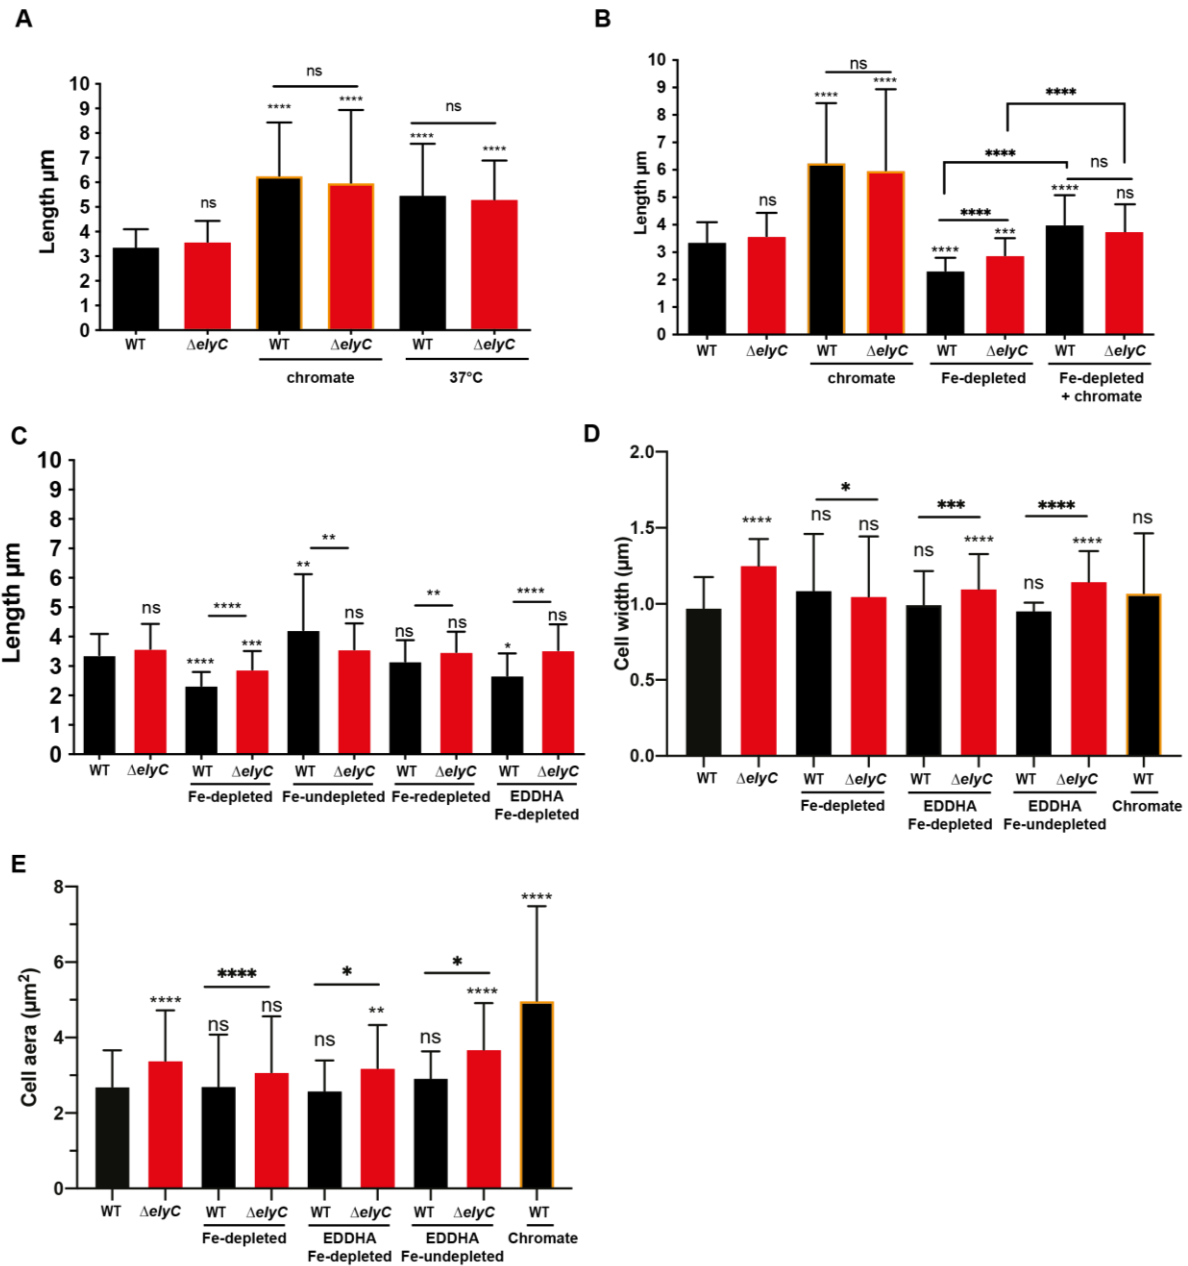 A
ns
**** ****
ns
****
****
ns
10
9
8
7
6
5
4
3
2
1
0
Length µm
WT ΔelyC WT ΔelyC WT ΔelyC
chromate 37°C
B
ns
**** ****
****
****
ns
****
****
***
****
ns
ns
10
9
8
7
6
5
4
3
2
1
0
Length µm
WT ΔelyC WT ΔelyC WT ΔelyC WT ΔelyC
chromate Fe-depleted Fe-depleted
+ chromate
C
10
9
8
7
6
5
4
3
2
1
0
Length µm
ns
****
****
***
**
**
ns
**
ns ns
****
*
ns
WT ΔelyC WT ΔelyC WT ΔelyC WT ΔelyC WT ΔelyC
Fe-depleted Fe-undepleted Fe-redepleted EDDHA
Fe-depleted
D
2.0
1.5
1.0
0.5
0.0
Cell width (µm)
****
*
ns ns
***
ns
****
****
ns
****
ns
WT ΔelyC WT ΔelyC WT ΔelyC WT ΔelyC WT
Fe-depleted EDDHA EDDHA Chromate
Fe-depleted Fe-undepleted
E
8
6
4
2
0
Cell aera (µm²)
****
****
ns ns
*
ns
**
*
ns
****
****
WT ΔelyC WT ΔelyC WT ΔelyC WT ΔelyC WT
Fe-depleted EDDHA EDDHA Chromate
Fe-depleted Fe-undepleted